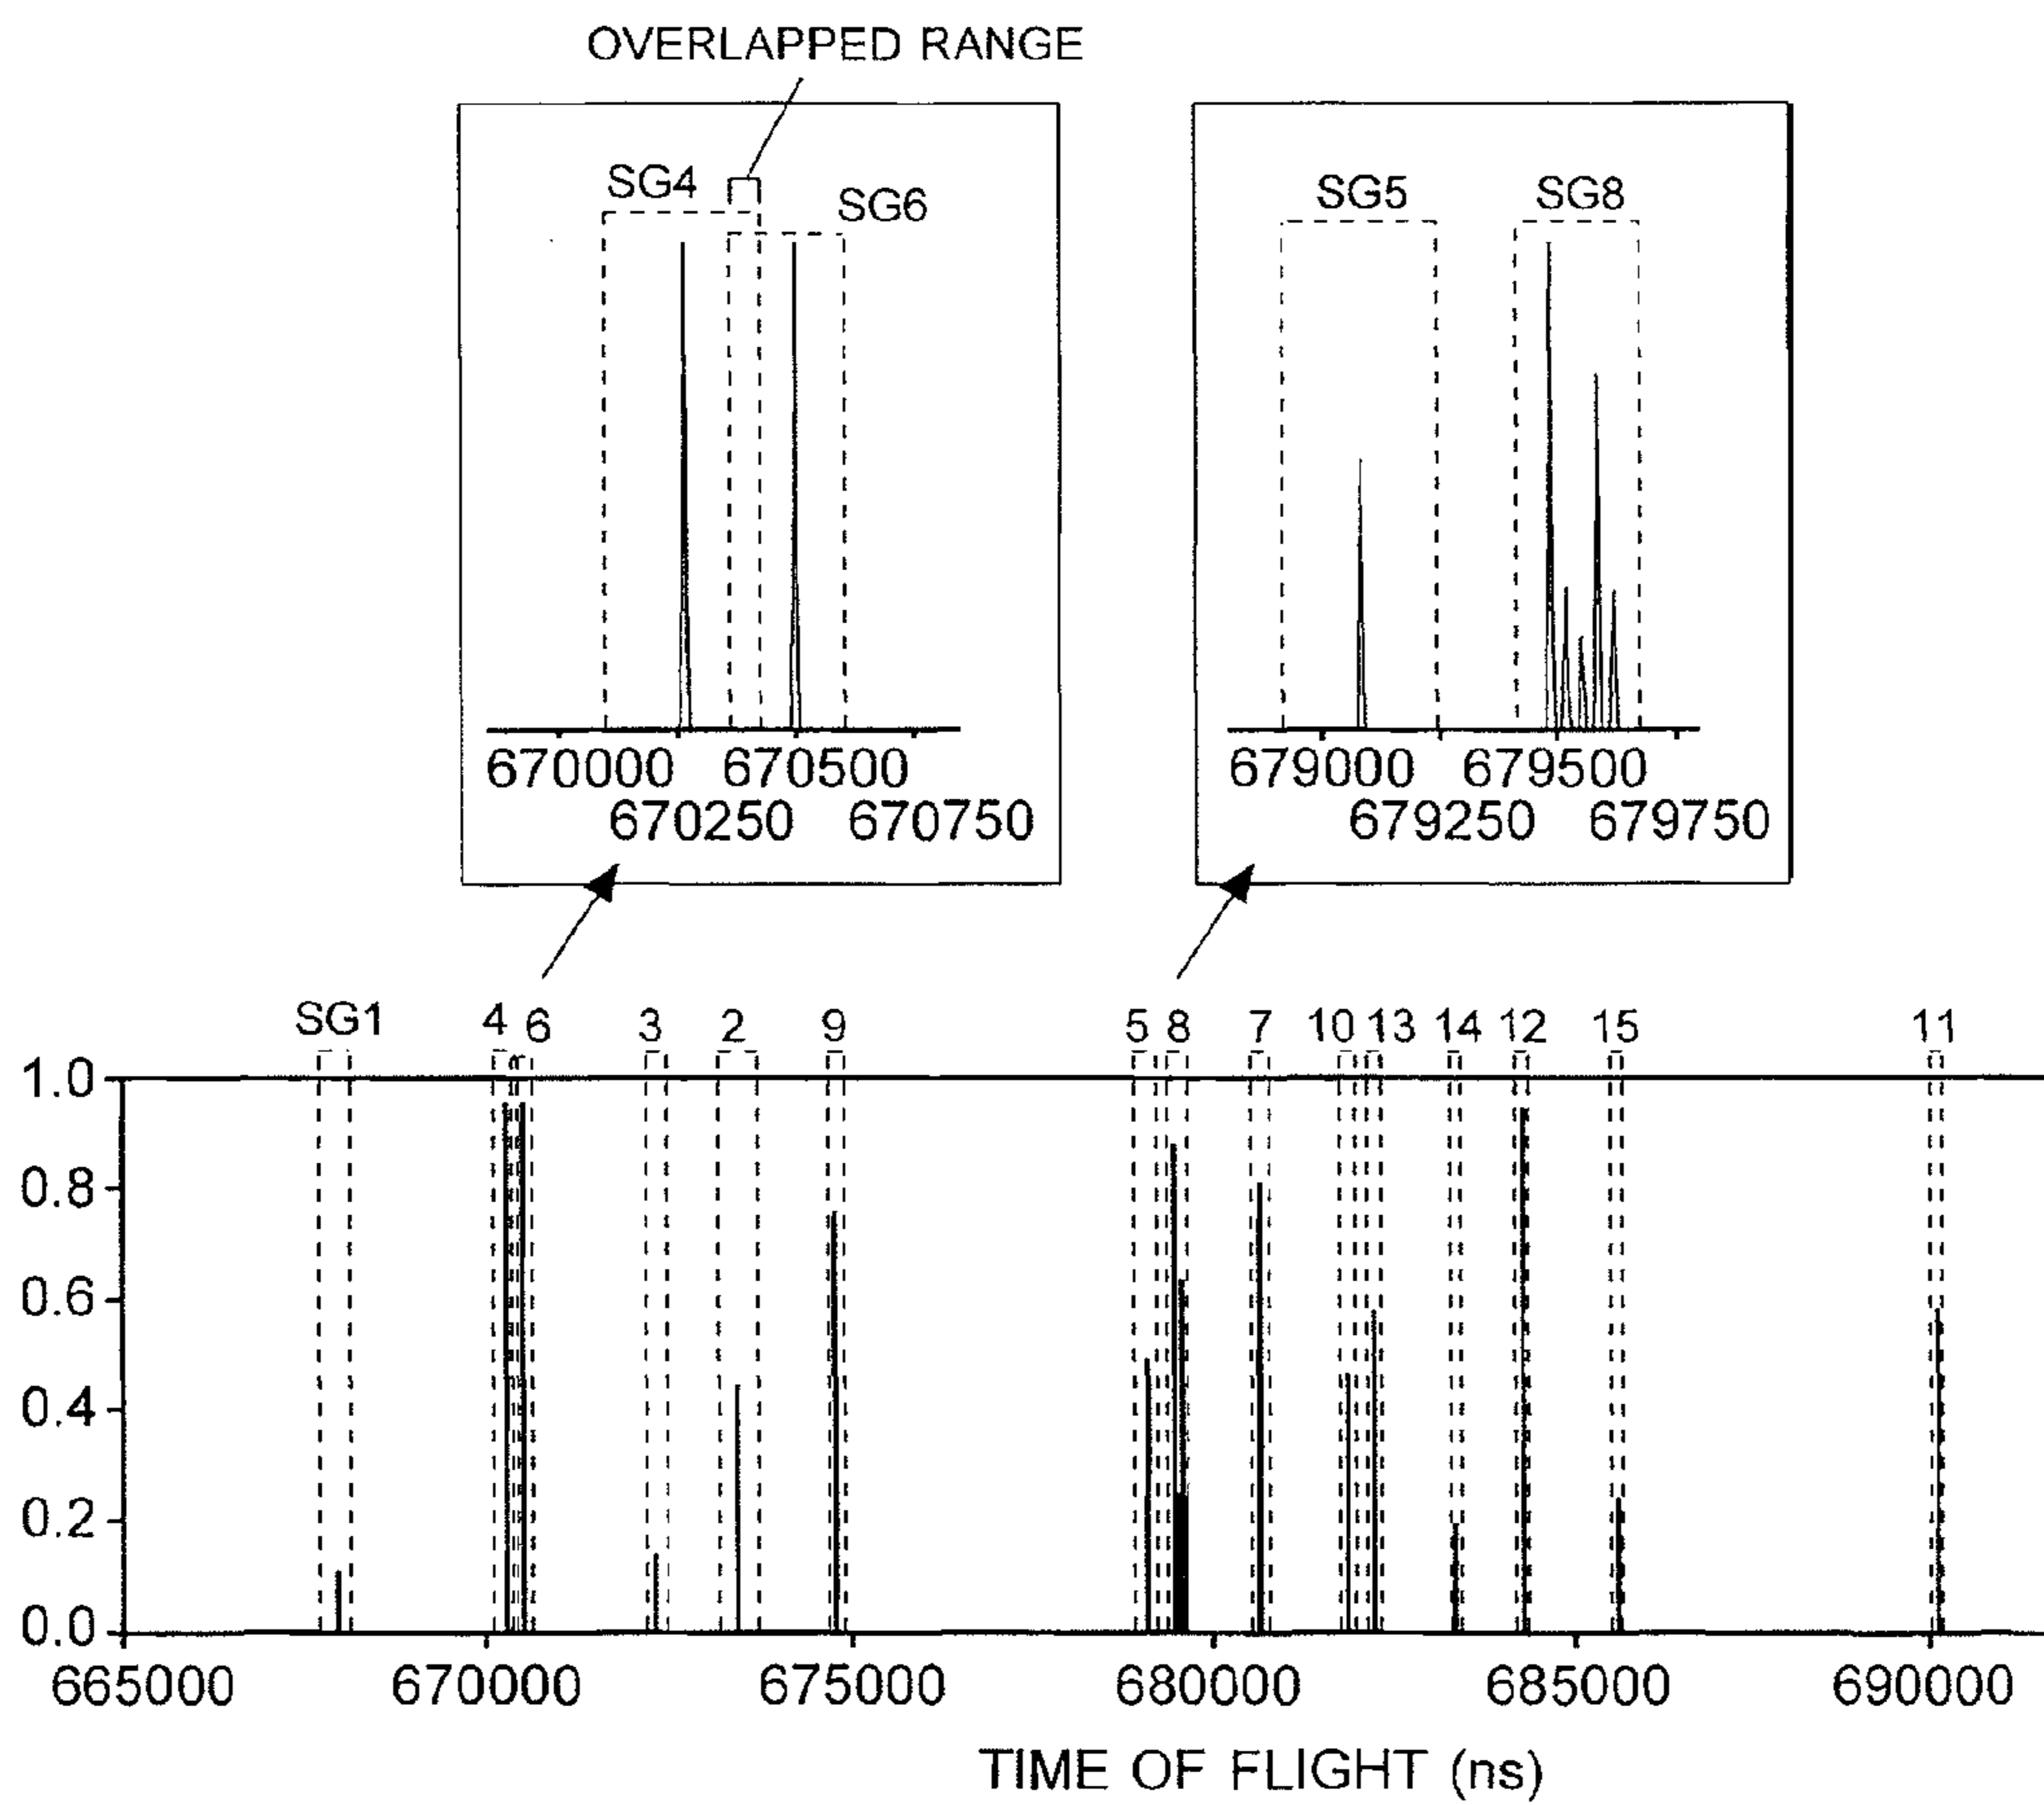 OVERLAPPED RANGE
SG4
SG6
SG5
SG8
670000 670500
670250 670750
679000 679500
679250 679750
SG1 4 6 3 2 9 5 8 7 10 13 14 12 15 11
1.0
0.8
0.6
0.4
0.2
0.0
665000 670000 675000 680000 685000 690000
TIME OF FLIGHT (ns)